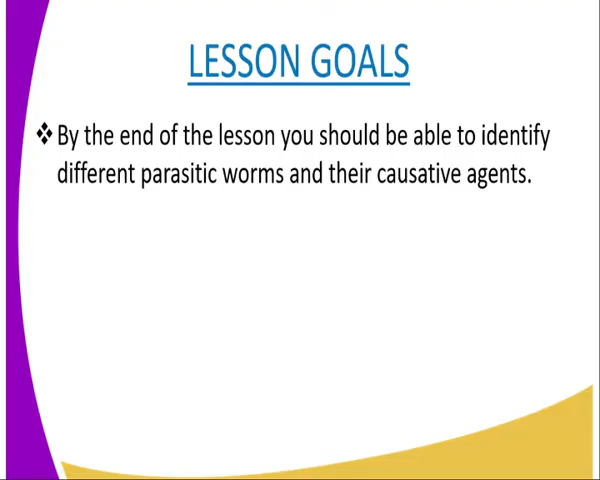 LESSON GOALS
❖By the end of the lesson you should be able to identify
different parasitic worms and their causative agents.